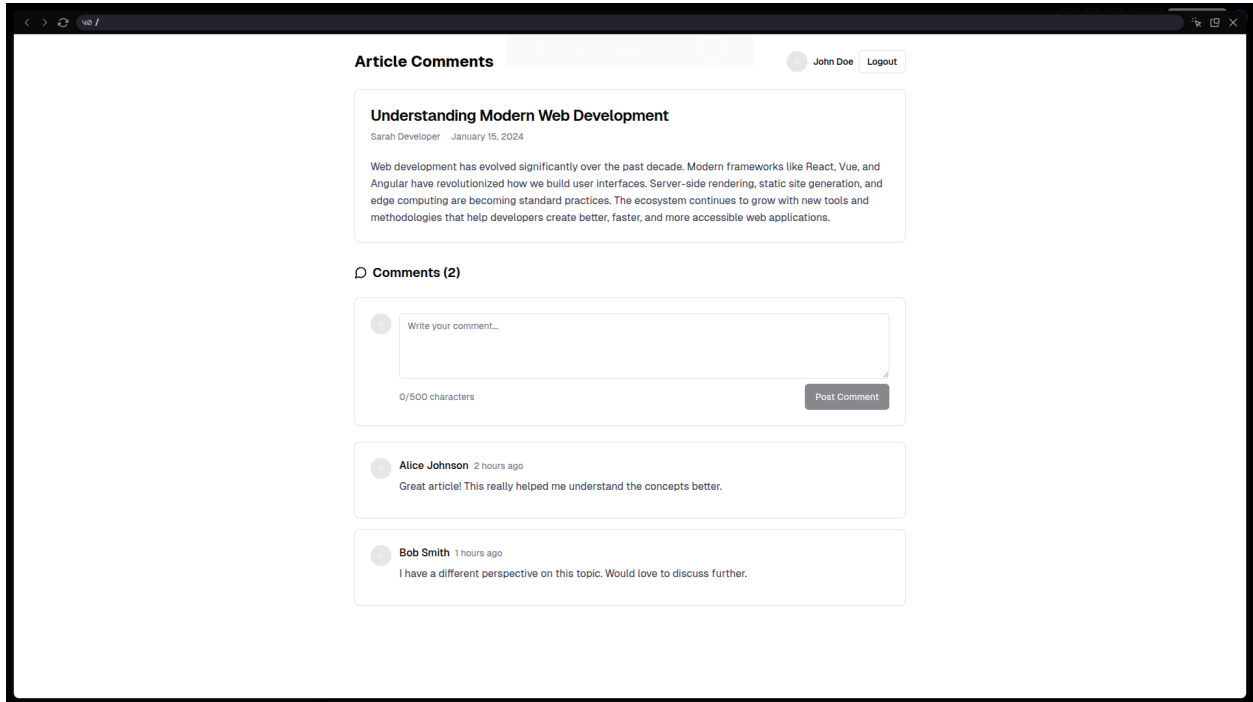 v0 /
Article Comments
John Doe
Logout
Understanding Modern Web Development
Sarah Developer January 15, 2024
Web development has evolved significantly over the past decade. Modern frameworks like React, Vue, and
Angular have revolutionized how we build user interfaces. Server-side rendering, static site generation, and
edge computing are becoming standard practices. The ecosystem continues to grow with new tools and
methodologies that help developers create better, faster, and more accessible web applications.
Comments (2)
Write your comment...
0/500 characters
Post Comment
Alice Johnson 2 hours ago
Great article! This really helped me understand the concepts better.
Bob Smith 1 hours ago
I have a different perspective on this topic. Would love to discuss further.